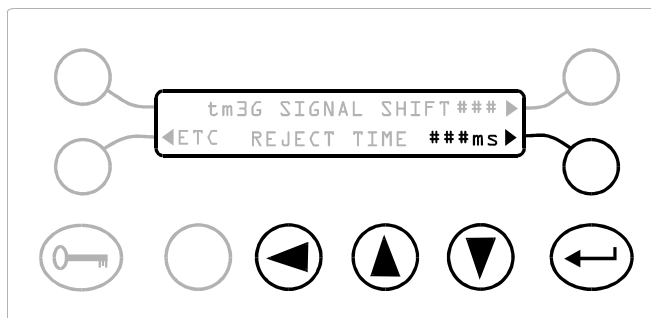 tm3G SIGNAL SHIFT ### ▶
◀ETC REJECT TIME ###ms ▶